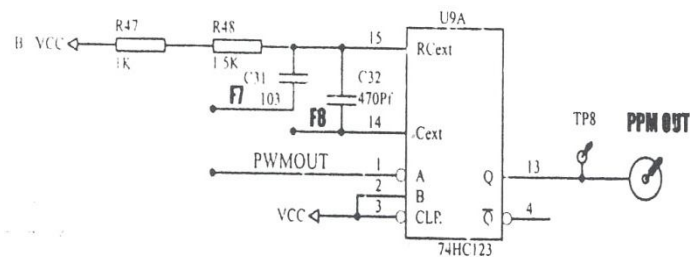 U9A
R47
R48
B VCC
15
RCext
1K
1.5K
C31
C32
F7
103
470Pf
F8
14
Cext
TP8
PPM OUT
PWMOUT
1
A
Q
13
2
B
VCC
3
CLR
Q
4
74HC123